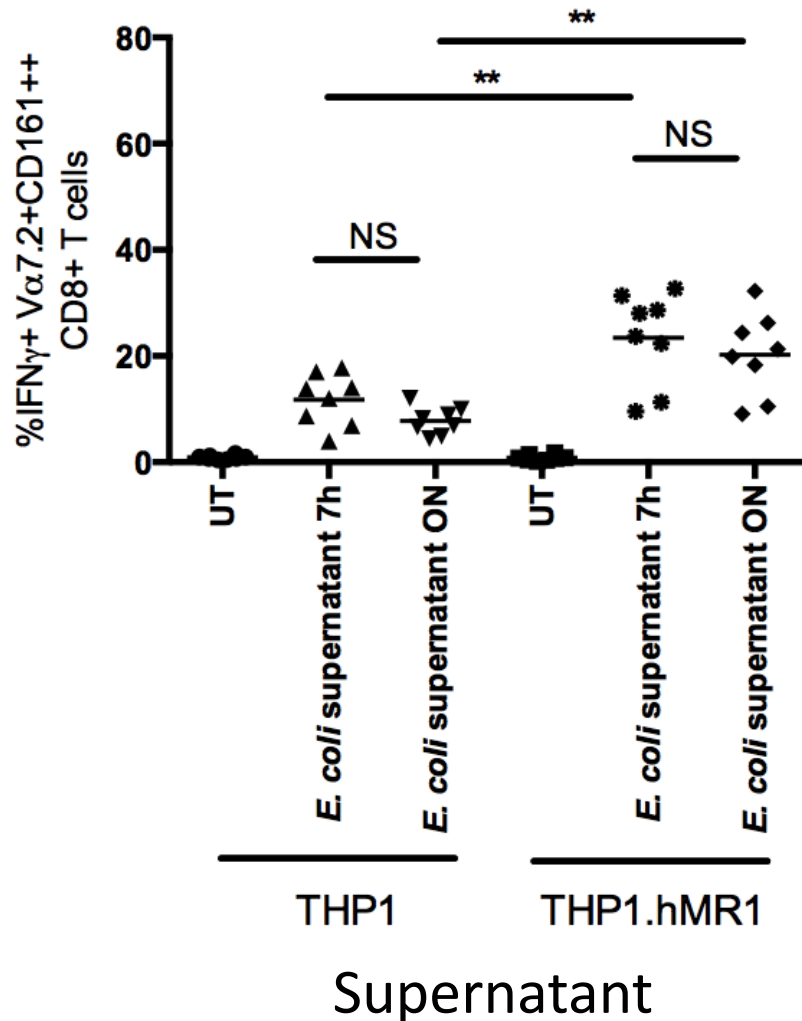 **
80
**
%IFNγ+ Vα7.2+CD161++
CD8+ T cells
60
NS
40
NS
20
0
UT
E. coli supernatant 7h
E. coli supernatant ON
UT
E. coli supernatant 7h
E. coli supernatant ON
THP1
THP1.hMR1
Supernatant